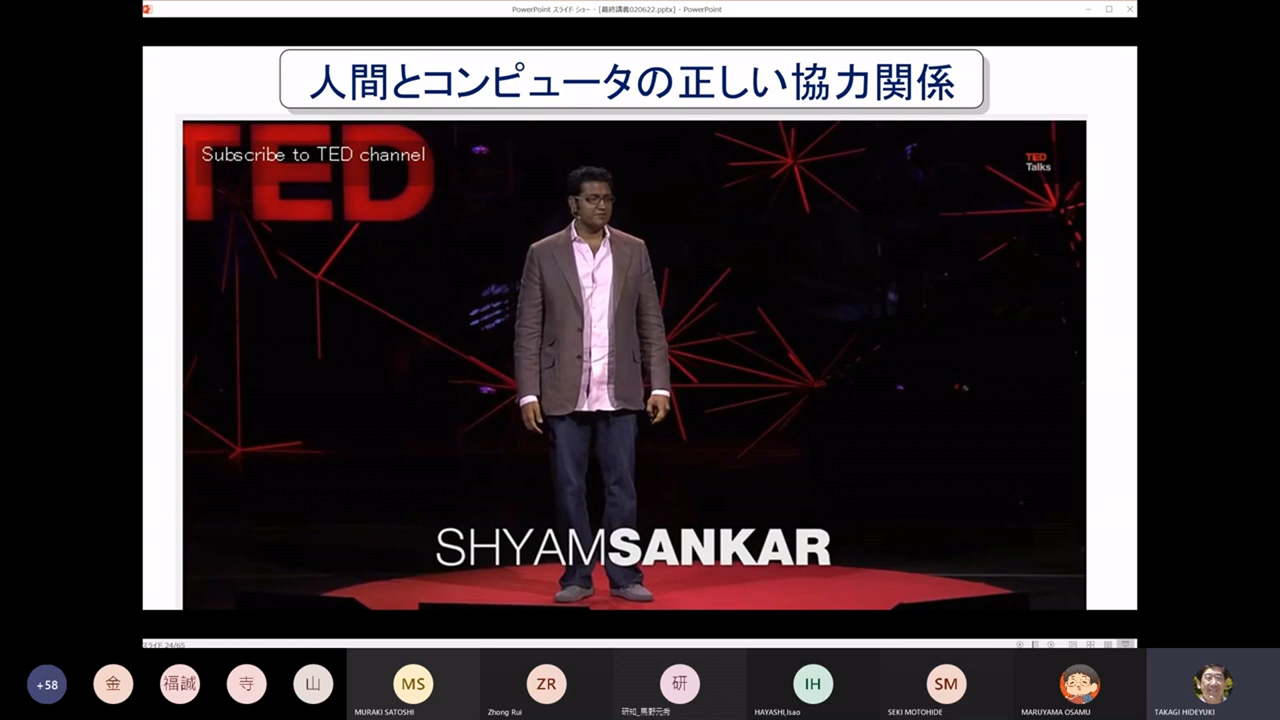 PowerPoint スライド ショー - [最終講義020622.pptx] - PowerPoint
人間とコンピュータの正しい協力関係
TED
Subscribe to TED channel
TED
Talks
SHYAMSANKAR
スライド 24/65
+58
金
福誠
寺
山
MS
ZR
研
IH
SM
MURAKI SATOSHI
Zhong Rui
研知_馬野元秀
HAYASHI,Isao
SEKI MOTOHIDE
MARUYAMA OSAMU
TAKAGI HIDEYUKI